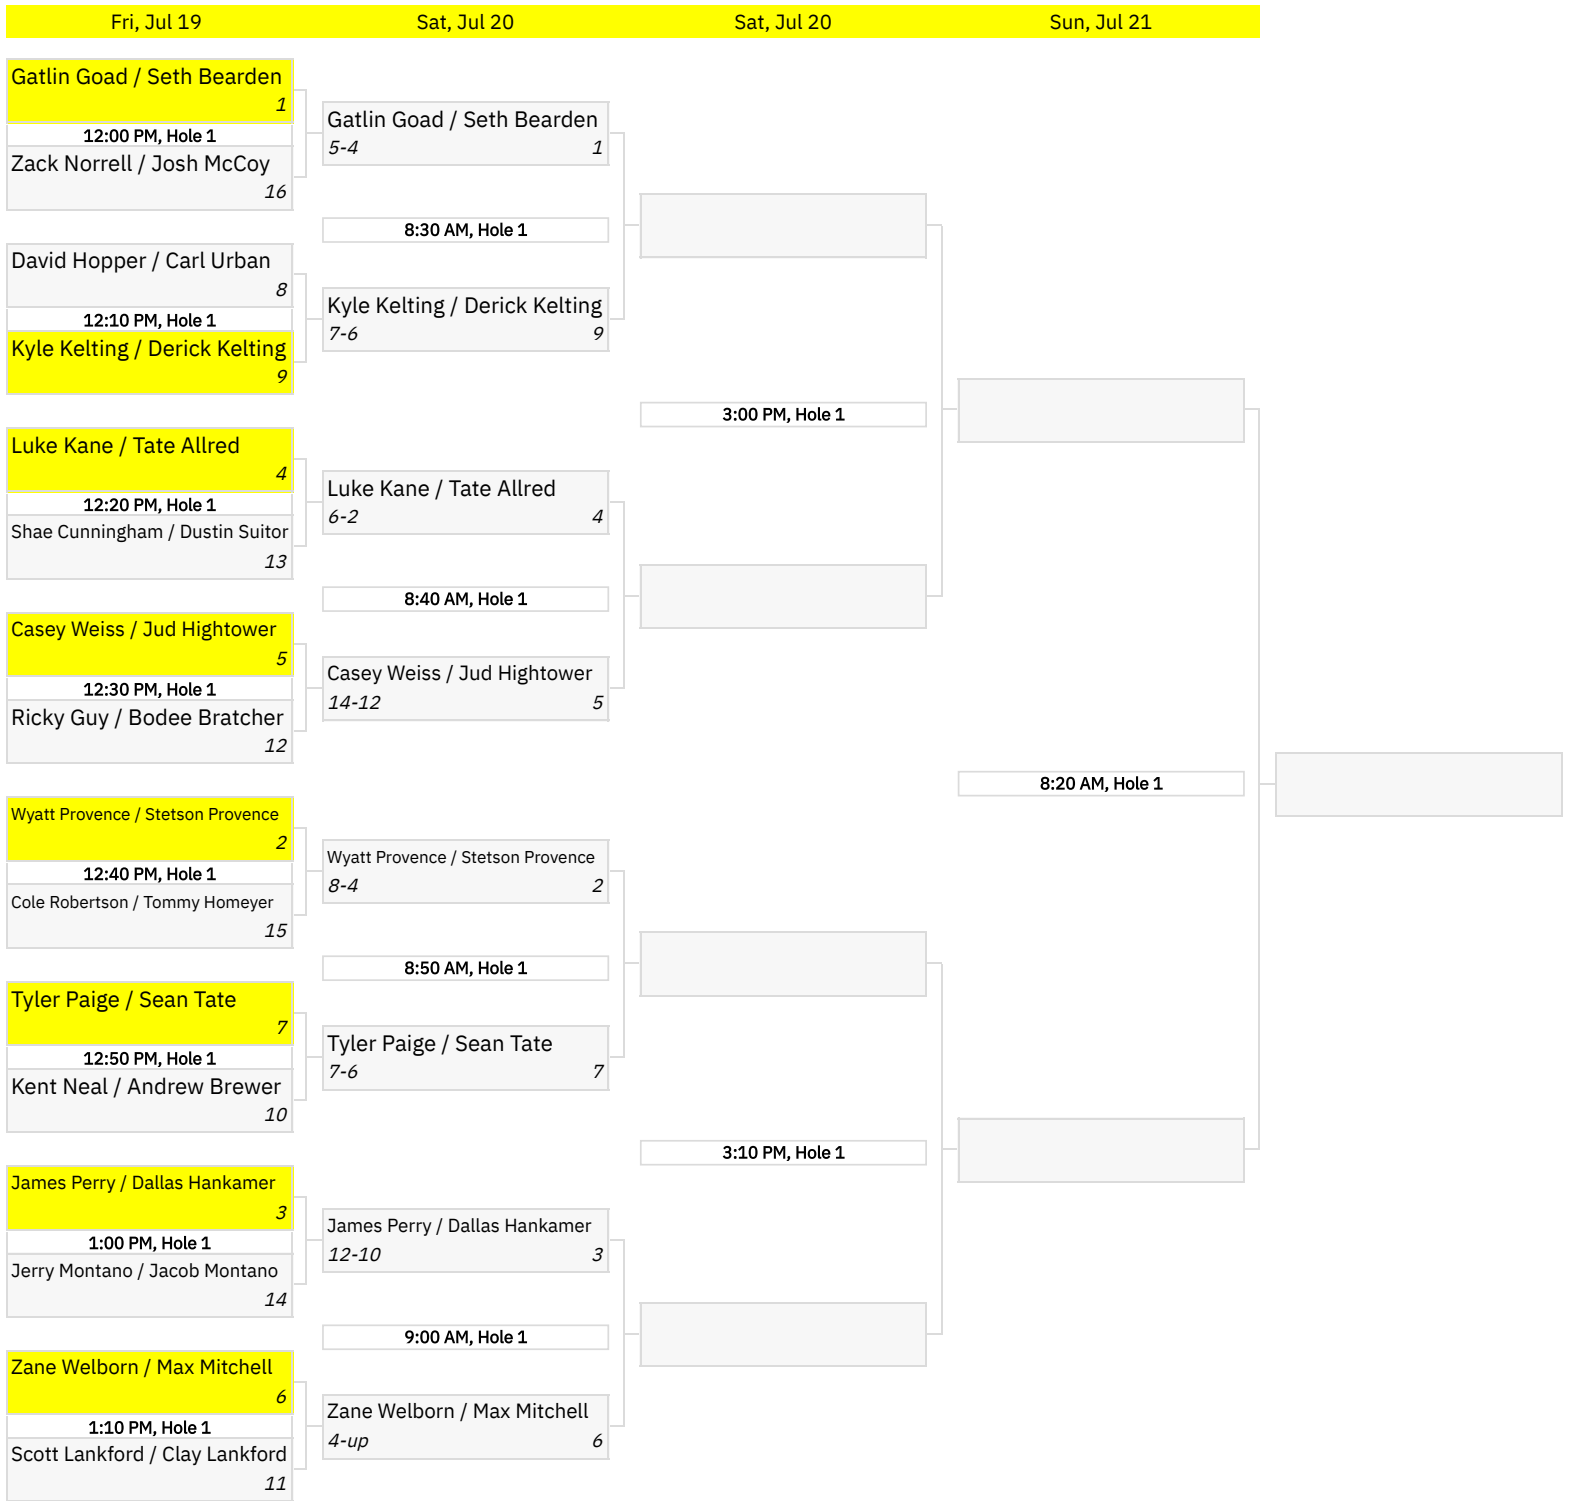 Fri, Jul 19
Sat, Jul 20
Sat, Jul 20
Sun, Jul 21
Gatlin Goad / Seth Bearden
1
12:00 PM, Hole 1
Zack Norrell / Josh McCoy
16
David Hopper / Carl Urban
8
12:10 PM, Hole 1
Kyle Kelting / Derick Kelting
9
Luke Kane / Tate Allred
4
12:20 PM, Hole 1
Shae Cunningham / Dustin Suitor
13
Casey Weiss / Jud Hightower
5
12:30 PM, Hole 1
Ricky Guy / Bodee Bratcher
12
Wyatt Provence / Stetson Provence
2
12:40 PM, Hole 1
Cole Robertson / Tommy Homeyer
15
Tyler Paige / Sean Tate
7
12:50 PM, Hole 1
Kent Neal / Andrew Brewer
10
James Perry / Dallas Hankamer
3
1:00 PM, Hole 1
Jerry Montano / Jacob Montano
14
Zane Welborn / Max Mitchell
6
1:10 PM, Hole 1
Scott Lankford / Clay Lankford
11
Gatlin Goad / Seth Bearden
5-4 1
8:30 AM, Hole 1
Kyle Kelting / Derick Kelting
7-6 9
Luke Kane / Tate Allred
6-2 4
8:40 AM, Hole 1
Casey Weiss / Jud Hightower
14-12 5
Wyatt Provence / Stetson Provence
8-4 2
8:50 AM, Hole 1
Tyler Paige / Sean Tate
7-6 7
James Perry / Dallas Hankamer
12-10 3
9:00 AM, Hole 1
Zane Welborn / Max Mitchell
4-up 6
3:00 PM, Hole 1
3:10 PM, Hole 1
8:20 AM, Hole 1